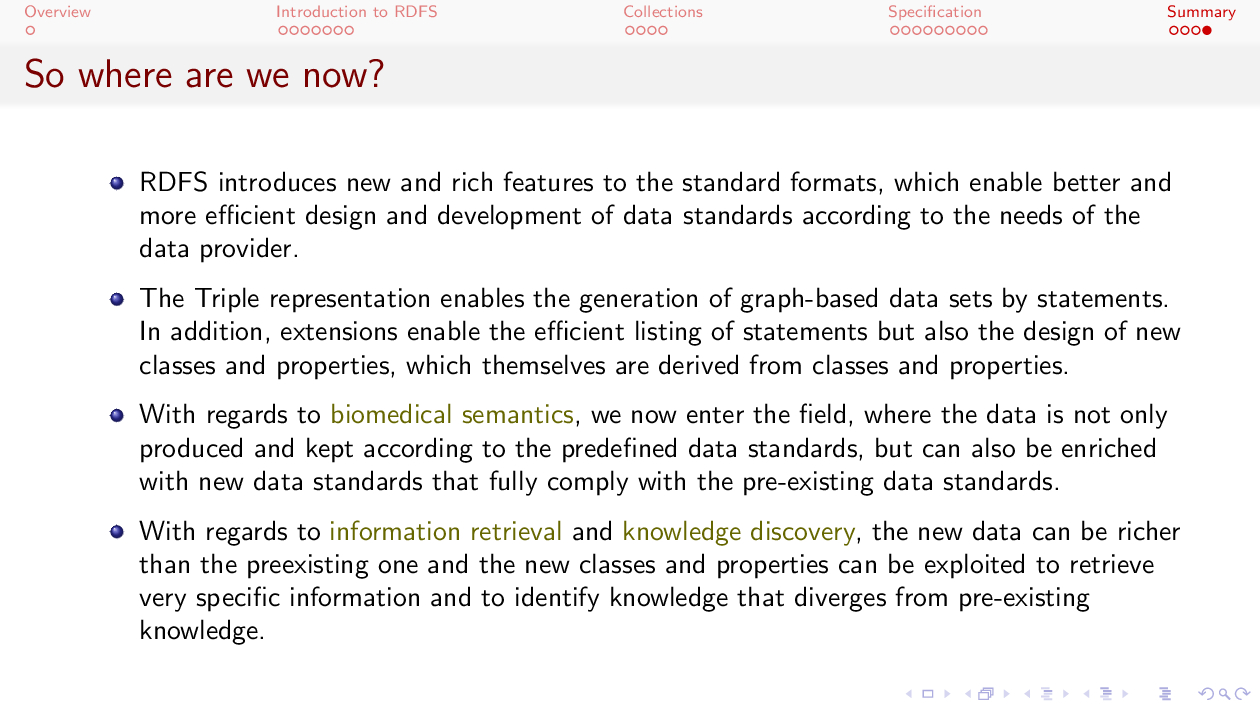 Overview
Introduction to RDFS
Collections
Specification
Summary
So where are we now?
RDFS introduces new and rich features to the standard formats, which enable better and
more efficient design and development of data standards according to the needs of the
data provider.
The Triple representation enables the generation of graph-based data sets by statements.
In addition, extensions enable the efficient listing of statements but also the design of new
classes and properties, which themselves are derived from classes and properties.
With regards to biomedical semantics, we now enter the field, where the data is not only
produced and kept according to the predefined data standards, but can also be enriched
with new data standards that fully comply with the pre-existing data standards.
With regards to information retrieval and knowledge discovery, the new data can be richer
than the preexisting one and the new classes and properties can be exploited to retrieve
very specific information and to identify knowledge that diverges from pre-existing
knowledge.